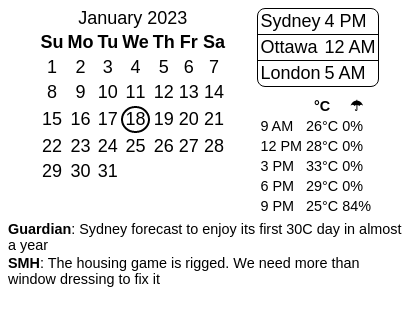 January 2023
Su Mo Tu We Th Fr Sa
1 2 3 4 5 6 7
8 9 10 11 12 13 14
15 16 17 18 19 20 21
22 23 24 25 26 27 28
29 30 31
Sydney 4 PM
Ottawa 12 AM
London 5 AM
°C ☂
9 AM 26°C 0%
12 PM 28°C 0%
3 PM 33°C 0%
6 PM 29°C 0%
9 PM 25°C 84%
Guardian: Sydney forecast to enjoy its first 30C day in almost
a year
SMH: The housing game is rigged. We need more than
window dressing to fix it